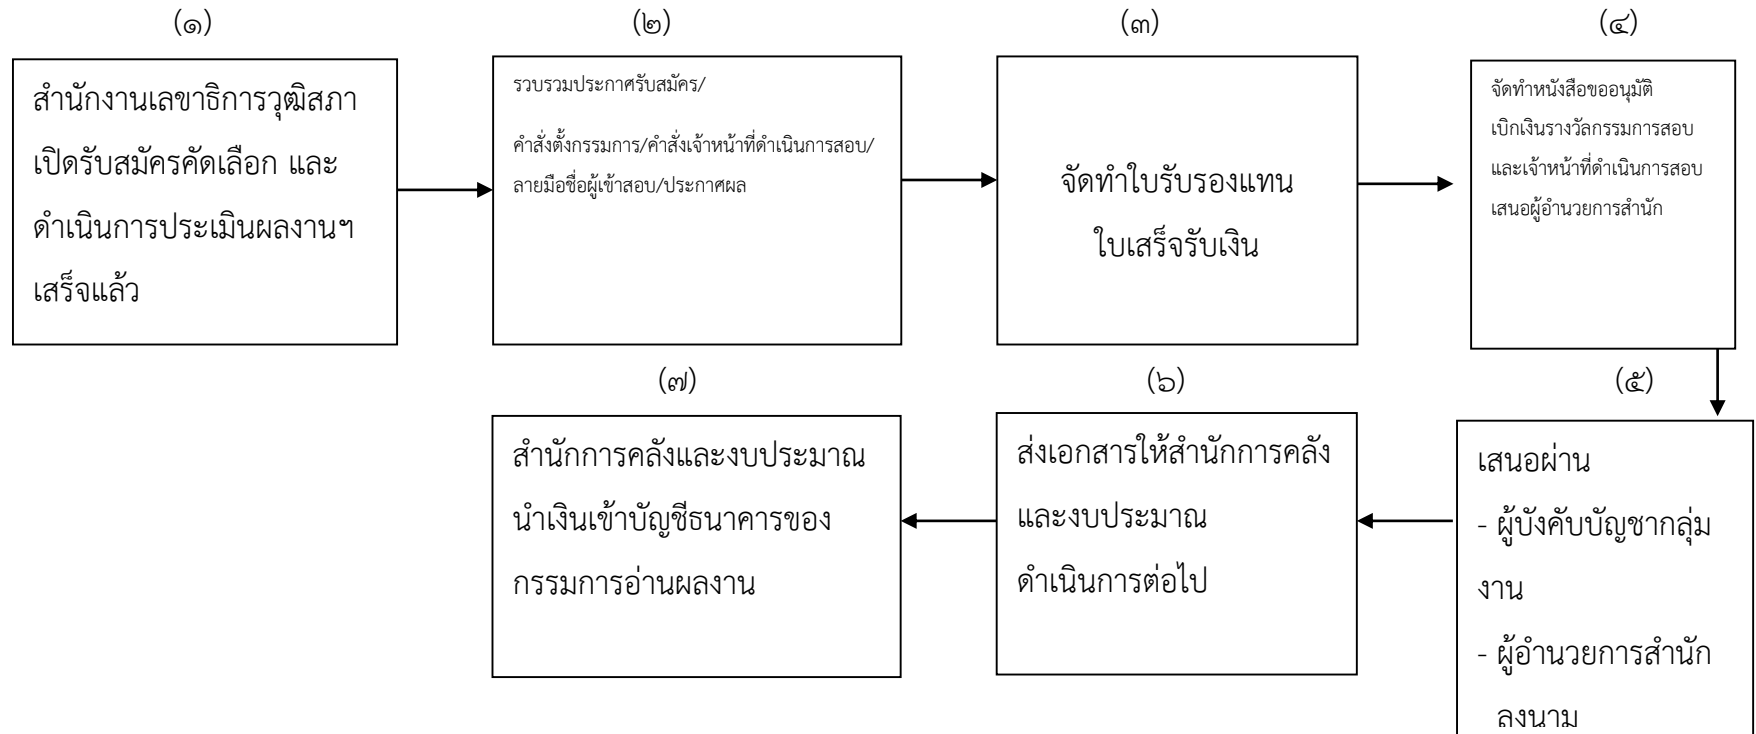 (๑)
สำนักงานเลขาธิการวุฒิสภา
เปิดรับสมัครคัดเลือก และ
ดำเนินการประเมินผลงานฯ
เสร็จแล้ว
(๒)
รวบรวมประกาศรับสมัคร/
คำสั่งตั้งกรรมการ/คำสั่งเจ้าหน้าที่ดำเนินการสอบ/
ลายมือชื่อผู้เข้าสอบ/ประกาศผล
(๓)
จัดทำใบรับรองแทน
ใบเสร็จรับเงิน
(๔)
จัดทำหนังสือขออนุมัติ
เบิกเงินรางวัลกรรมการสอบ
และเจ้าหน้าที่ดำเนินการสอบ
เสนอผู้อำนวยการสำนัก
(๕)
เสนอผ่าน
- ผู้บังคับบัญชากลุ่ม
งาน
- ผู้อำนวยการสำนัก
ลงนาม
(๖)
ส่งเอกสารให้สำนักการคลัง
และงบประมาณ
ดำเนินการต่อไป
(๗)
สำนักการคลังและงบประมาณ
นำเงินเข้าบัญชีธนาคารของ
กรรมการอ่านผลงาน